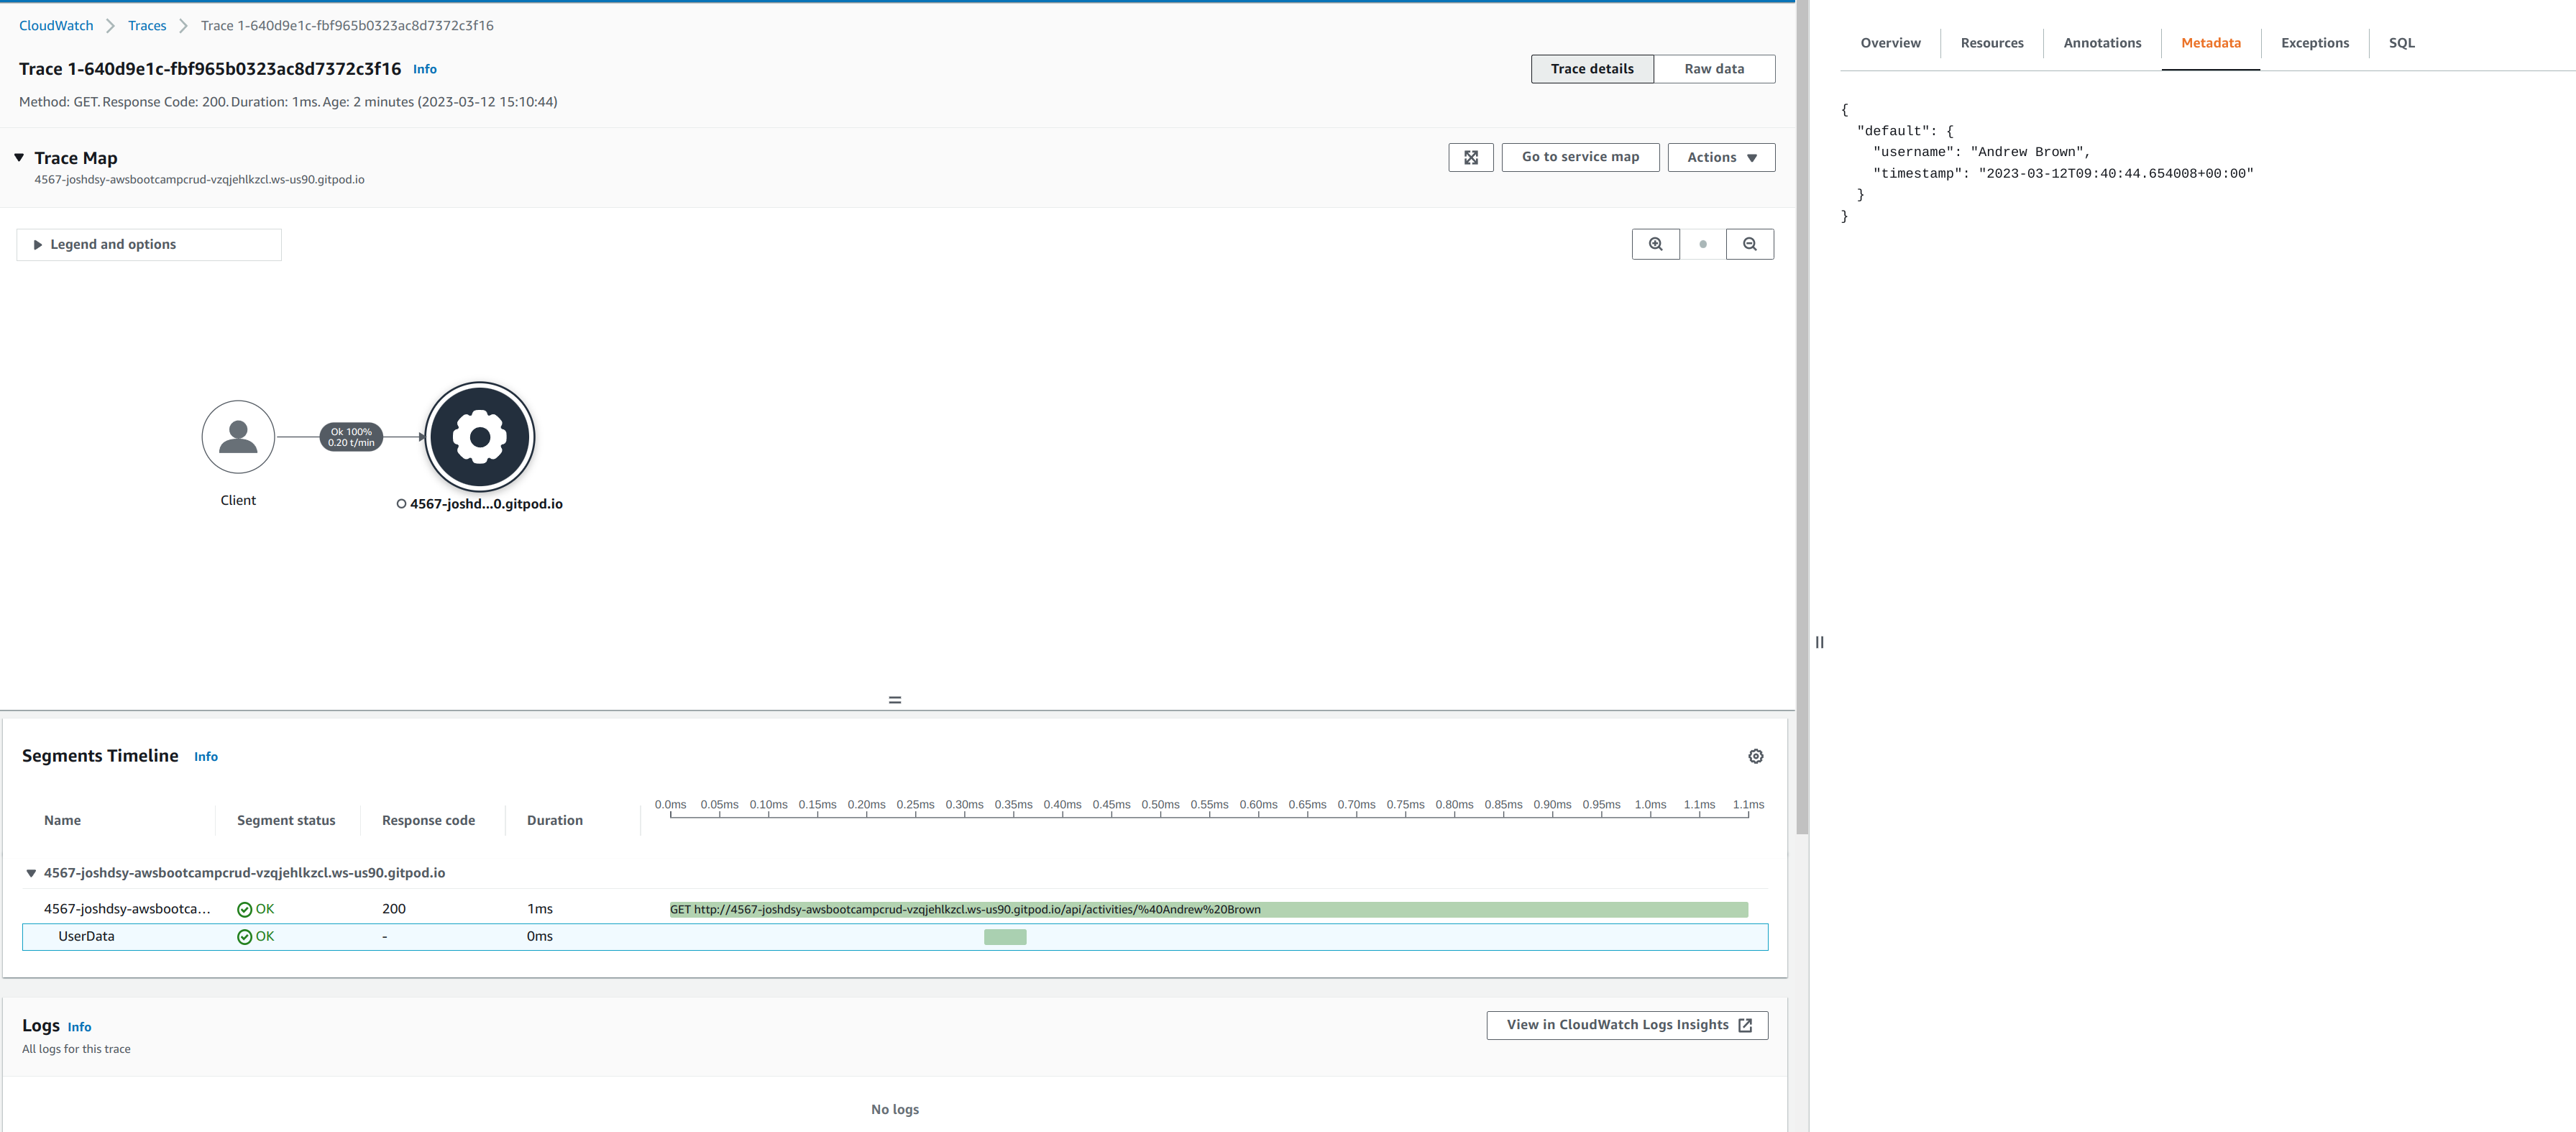 CloudWatch
Traces
Trace 1-640d9e1c-fbf965b0323ac8d7372c3f16
Trace 1-640d9e1c-fbf965b0323ac8d7372c3f16 Info
Trace details
Raw data
Method: GET. Response Code: 200. Duration: 1ms. Age: 2 minutes (2023-03-12 15:10:44)
Trace Map
4567-joshdsy-awsbootcampcrud-vzqjehlkzcl.ws-us90.gitpod.io
Go to service map
Actions
Legend and options
Ok 100%
0.20 t/min
Client
4567-joshd...0.gitpod.io
Segments Timeline Info
Name
Segment status
Response code
Duration
0.0ms 0.05ms 0.10ms 0.15ms 0.20ms 0.25ms 0.30ms 0.35ms 0.40ms 0.45ms 0.50ms 0.55ms 0.60ms 0.65ms 0.70ms 0.75ms 0.80ms 0.85ms 0.90ms 0.95ms 1.0ms 1.1ms 1.1ms
4567-joshdsy-awsbootcampcrud-vzqjehlkzcl.ws-us90.gitpod.io
4567-joshdsy-awsbootca... OK 200 1ms GET http://4567-joshdsy-awsbootcampcrud-vzqjehlkzcl.ws-us90.gitpod.io/api/activities/%40Andrew%20Brown
UserData OK - 0ms
Logs Info
All logs for this trace
View in CloudWatch Logs Insights
No logs
Overview
Resources
Annotations
Metadata
Exceptions
SQL
{
"default": {
"username": "Andrew Brown",
"timestamp": "2023-03-12T09:40:44.654008+00:00"
}
}